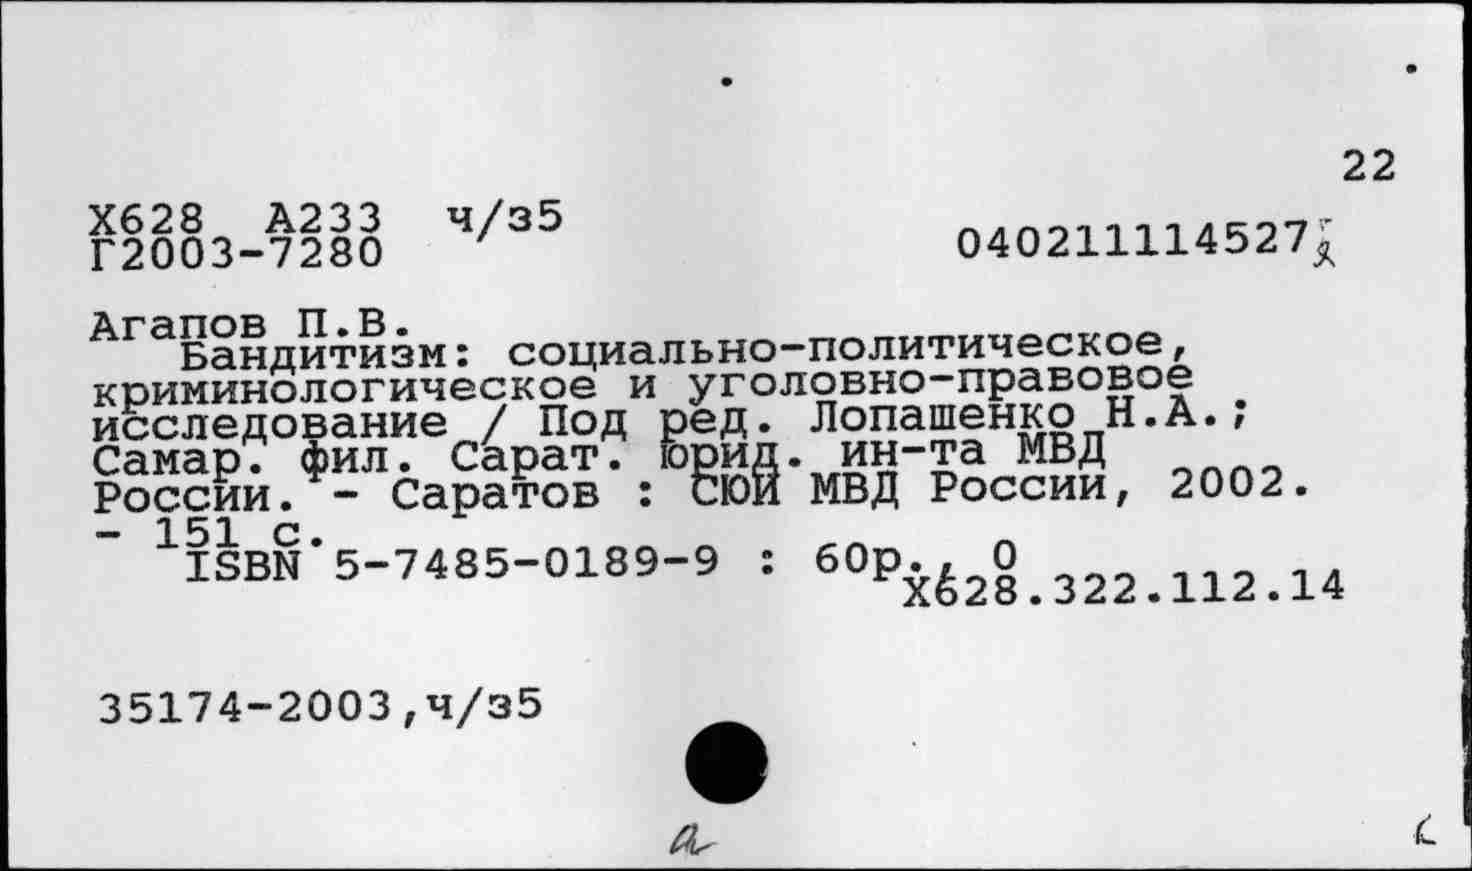 22
Х628 А233 ч/з5
Г2003-7280
040211114527
Агапов П.В.
Бандитизм: социально-политическое,
криминологическое и уголовно-правовое
исследование / Под ред. Лопашенко Н.А.;
Самар. фил. Сарат. юрид. ин-та МВД
России. - Саратов : СЮИ МВД России, 2002.
- 151 с.
ISBN 5-7485-0189-9 : 60р., 0
Х628.322.112.14
35174-2003,ч/з5